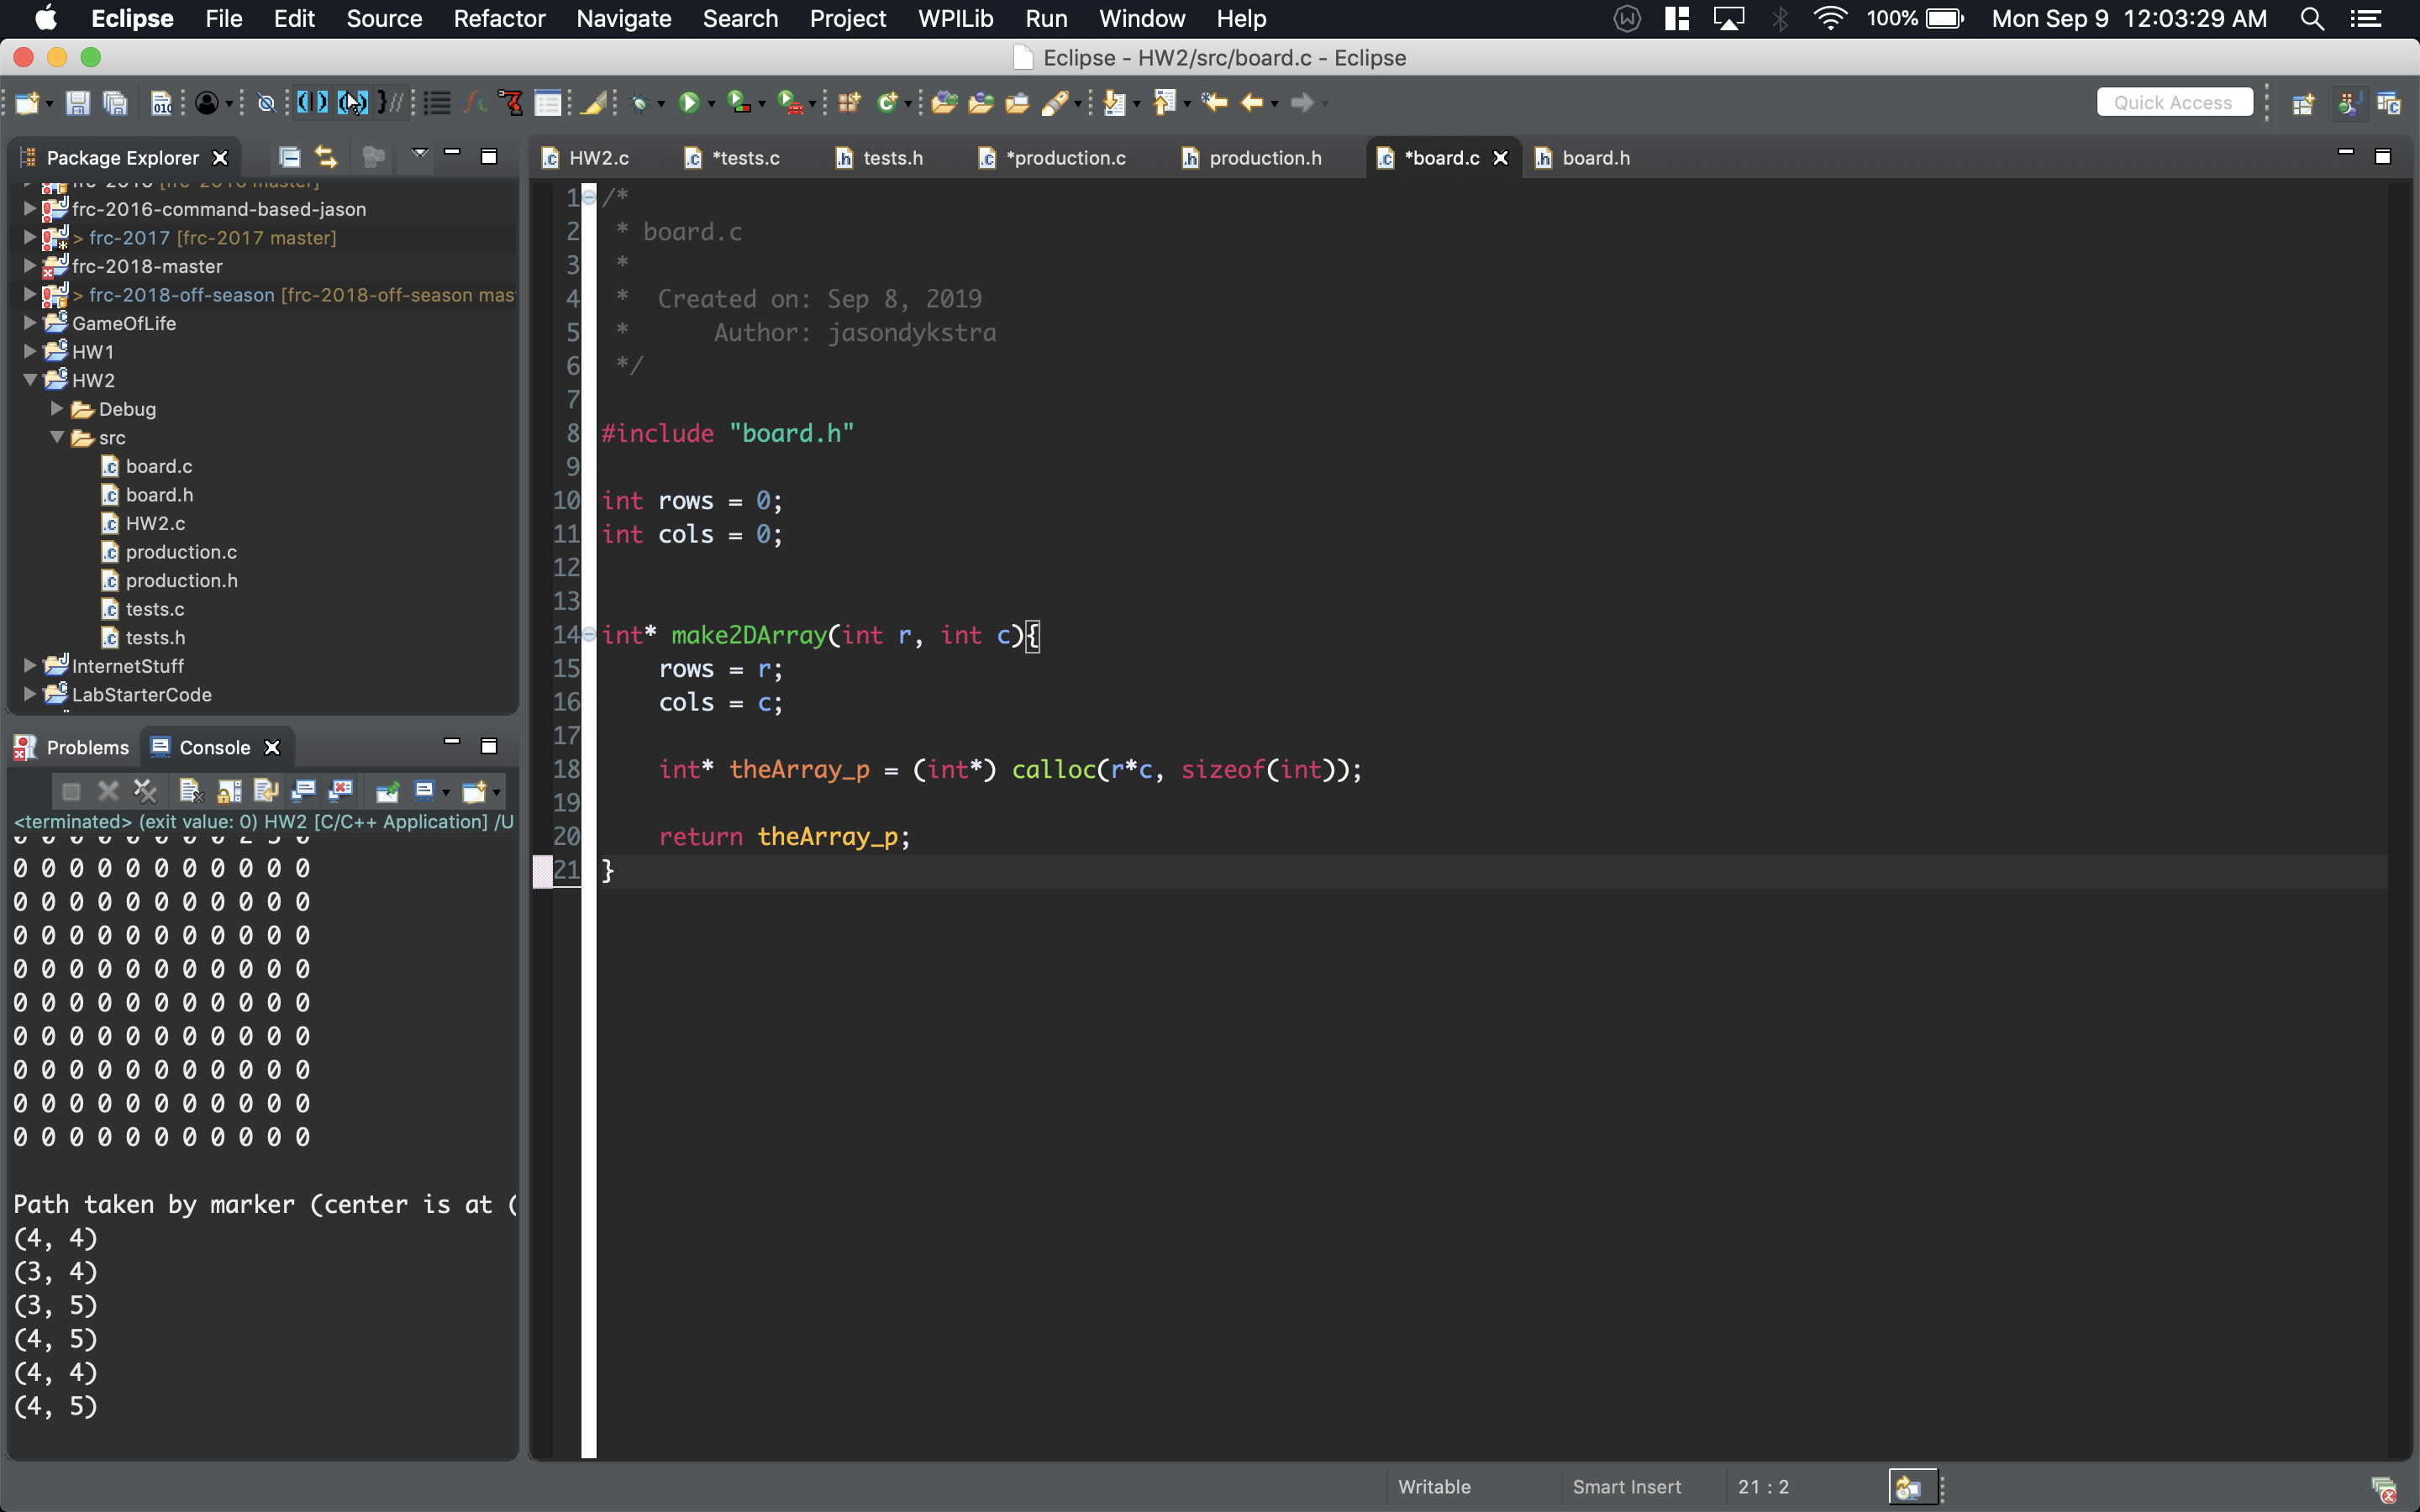 Eclipse File Edit Source Refactor Navigate Search Project WPILib Run Window Help 100% Mon Sep 9 12:03:29 AM
Eclipse - HW2/src/board.c - Eclipse
Quick Access
Package Explorer
frc-2016-command-based-jason
> frc-2017 [frc-2017 master]
frc-2018-master
> frc-2018-off-season [frc-2018-off-season mas
GameOfLife
HW1
HW2
Debug
src
board.c
board.h
HW2.c
production.c
production.h
tests.c
tests.h
InternetStuff
LabStarterCode
Problems Console
<terminated> (exit value: 0) HW2 [C/C++ Application] /U
0 0 0 0 0 0 0 0 0 0 0
0 0 0 0 0 0 0 0 0 0 0
0 0 0 0 0 0 0 0 0 0 0
0 0 0 0 0 0 0 0 0 0 0
0 0 0 0 0 0 0 0 0 0 0
0 0 0 0 0 0 0 0 0 0 0
0 0 0 0 0 0 0 0 0 0 0
0 0 0 0 0 0 0 0 0 0 0
0 0 0 0 0 0 0 0 0 0 0
Path taken by marker (center is at (
(4, 4)
(3, 4)
(3, 5)
(4, 5)
(4, 4)
(4, 5)
HW2.c *tests.c tests.h *production.c production.h *board.c board.h
1 /*
2 * board.c
3 *
4 * Created on: Sep 8, 2019
5 * Author: jasondykstra
6 */
7
8 #include "board.h"
9
10 int rows = 0;
11 int cols = 0;
12
13
14 int* make2DArray(int r, int c){
15 rows = r;
16 cols = c;
17
18 int* theArray_p = (int*) calloc(r*c, sizeof(int));
19
20 return theArray_p;
21 }
Writable Smart Insert 21 : 2